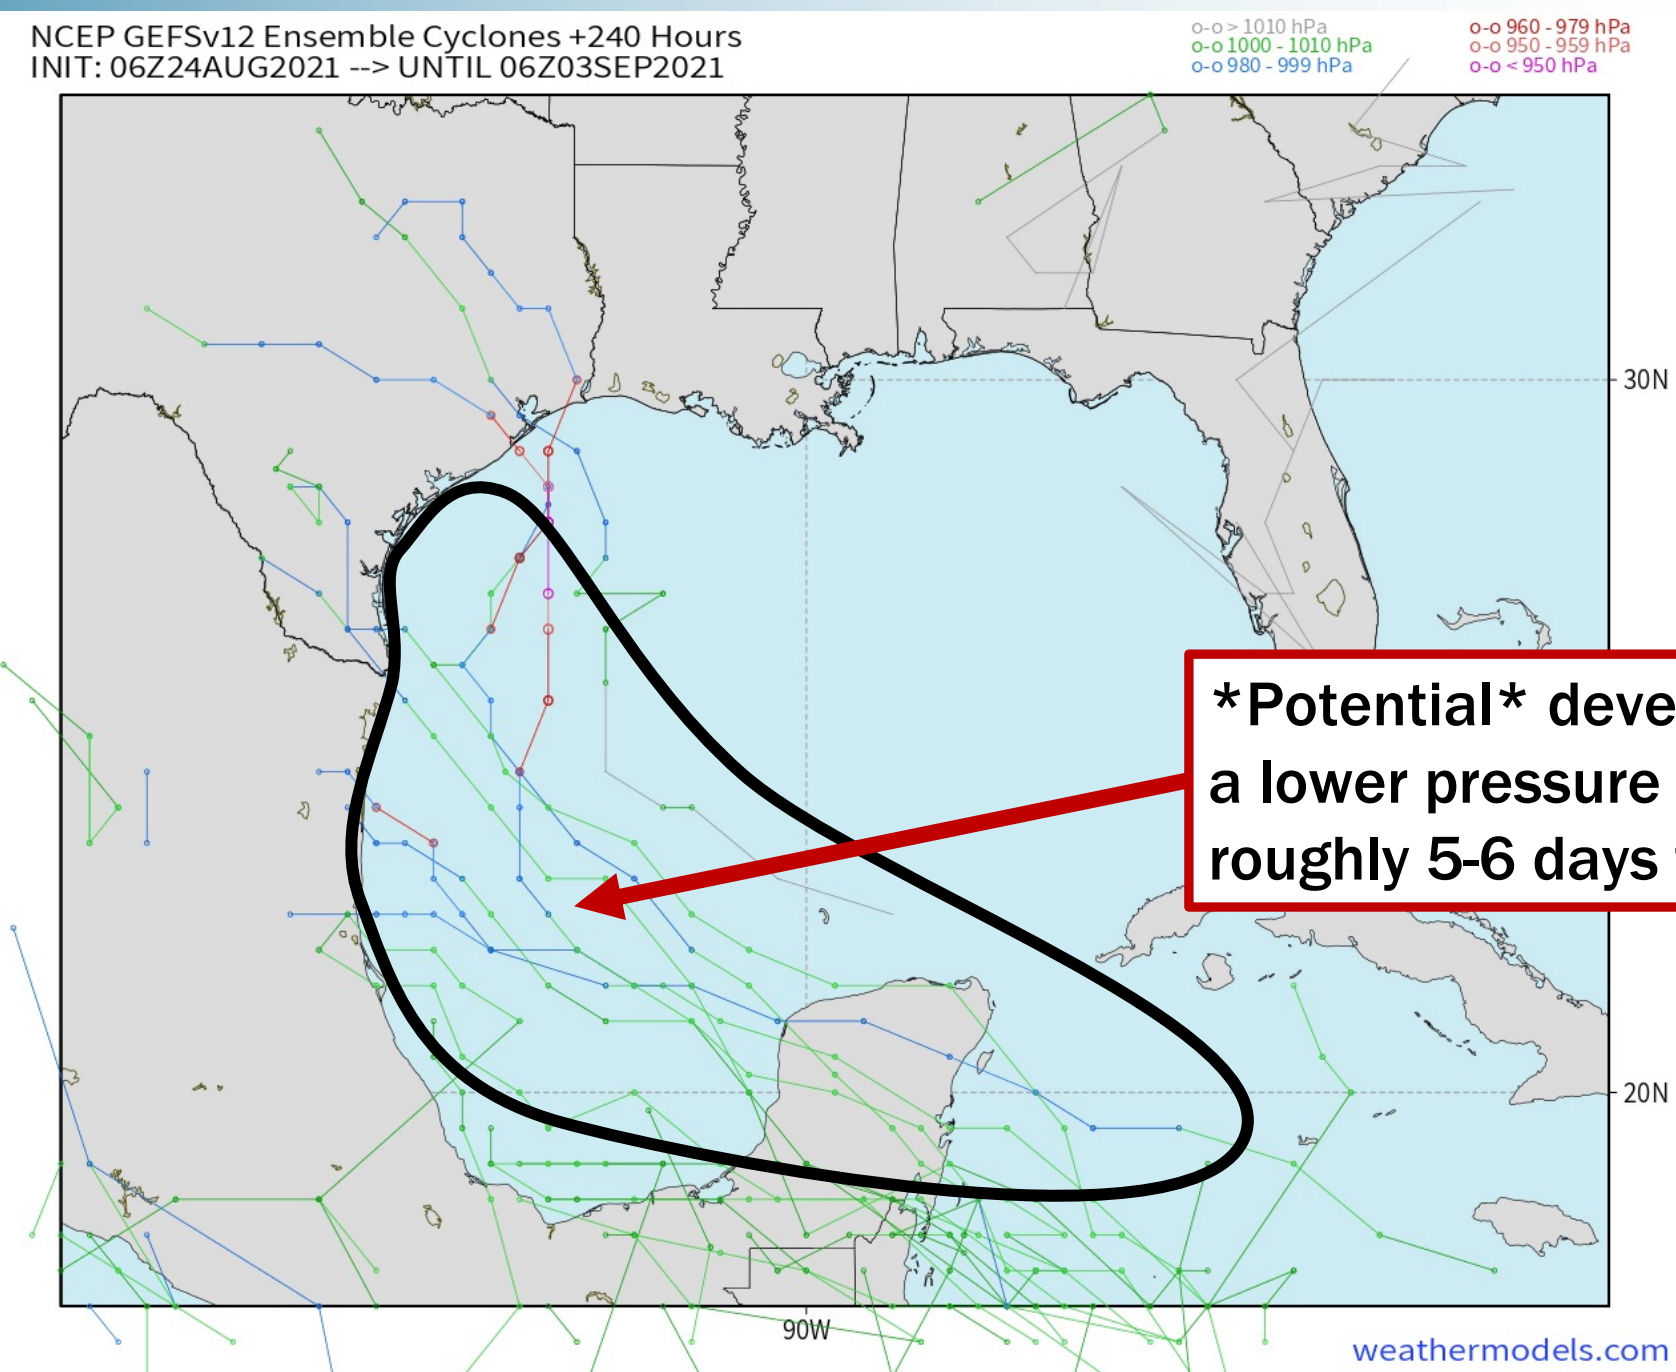 NCEP GEFSv12 Ensemble Cyclones +240 Hours
INIT: 06Z24AUG2021 --> UNTIL 06Z03SEP2021
o-o > 1010 hPa
o-o 1000 - 1010 hPa
o-o 980 - 999 hPa
o-o 960 - 979 hPa
o-o 950 - 959 hPa
o-o < 950 hPa
30N
*Potential* deve
a lower pressure
roughly 5-6 days
20N
90W
weathermodels.com